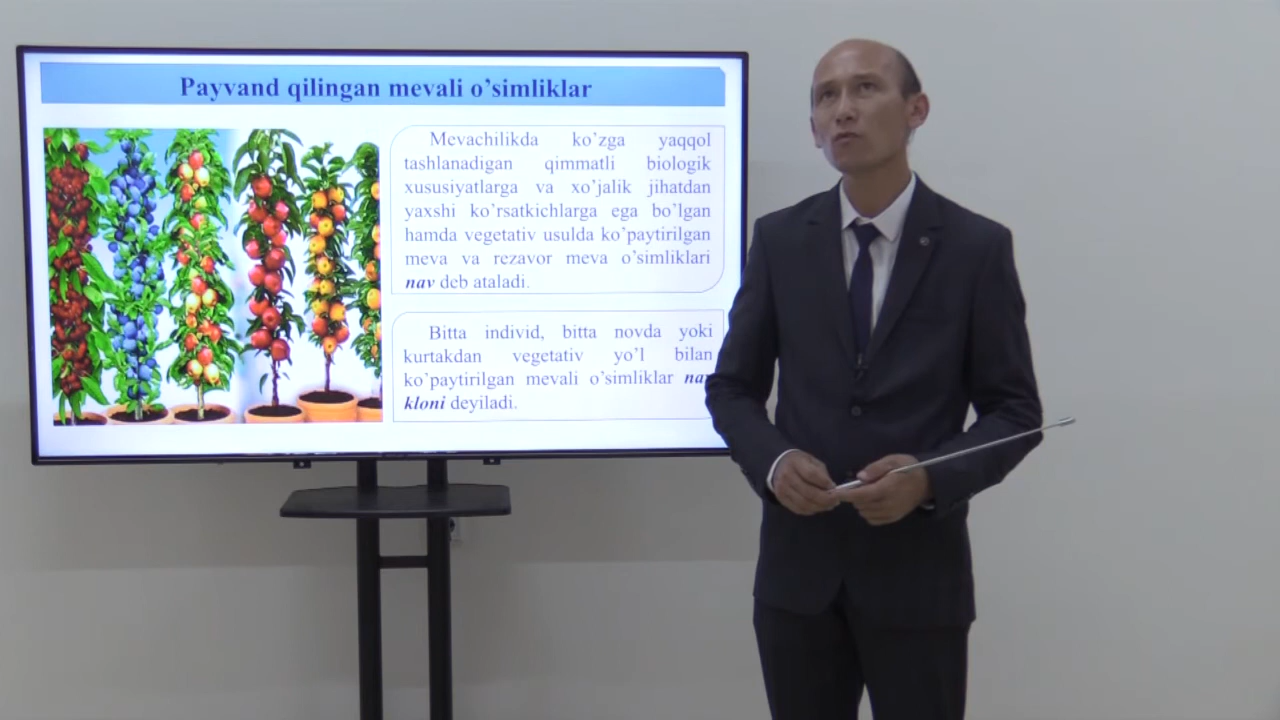 Payvand qilingan mevali o’simliklar
Mevachilikda ko’zga yaqqol
tashlanadigan qimmatli biologik
xususiyatlarga va xo’jalik jihatdan
yaxshi ko’rsatkichlarga ega bo’lgan
hamda vegetativ usulda ko’paytirilgan
meva va rezavor meva o’simliklari
nav deb ataladi.
Bitta individ, bitta novda yoki
kurtakdan vegetativ yo’l bilan
ko’paytirilgan mevali o’simliklar nav
kloni deyiladi.